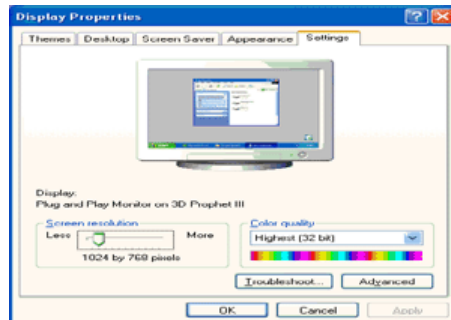 Display Properties
Themes Desktop Screen Saver Appearance Settings
Display:
Plug and Play Monitor on 3D Prophet III
Screen resolution
Less More
1024 by 768 pixels
Color quality
Highest (32 bit)
Troubleshoot... Advanced
OK Cancel Apply